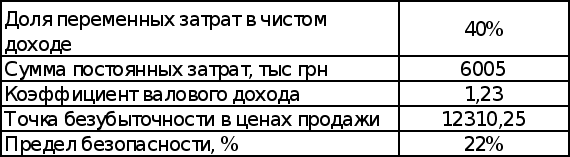 Доля переменных затрат в чистом
доходе 40%
Сумма постоянных затрат, тыс грн 6005
Коэффициент валового дохода 1,23
Точка безубыточности в ценах продажи 12310,25
Предел безопасности, % 22%